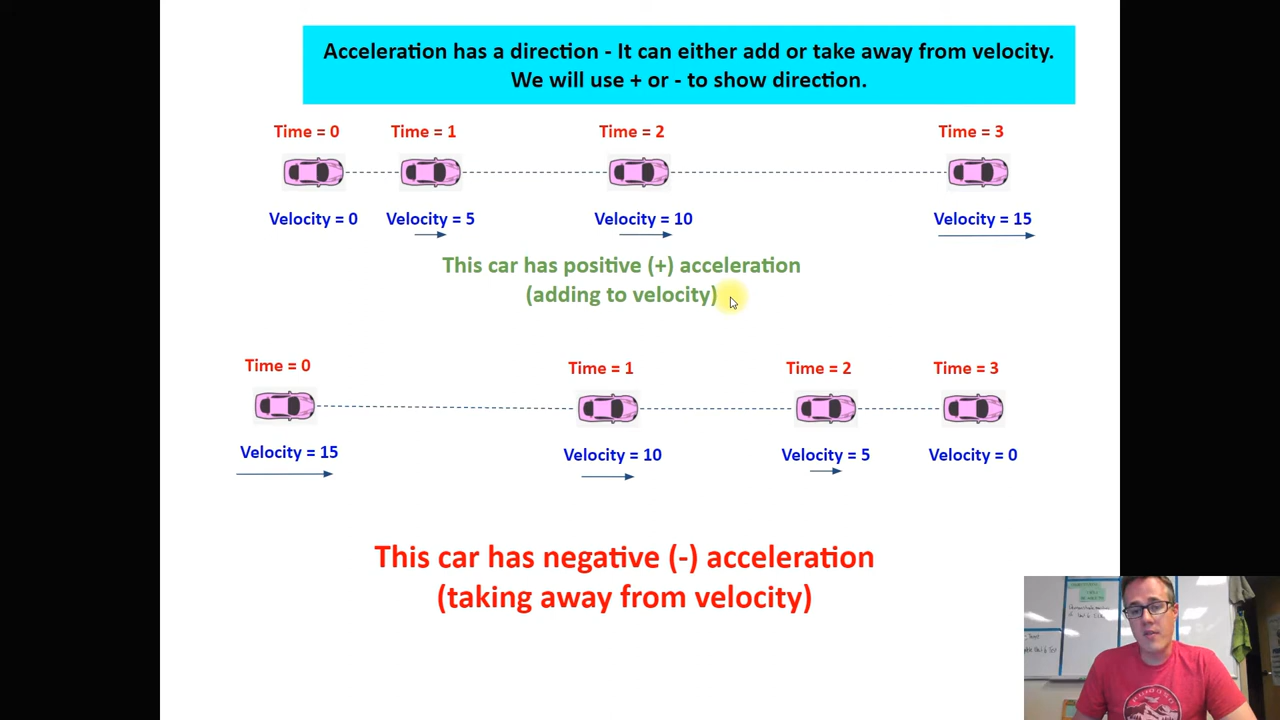 Acceleration has a direction - It can either add or take away from velocity.
We will use + or - to show direction.
Time = 0 Time = 1 Time = 2 Time = 3
Velocity = 0 Velocity = 5 Velocity = 10 Velocity = 15
This car has positive (+) acceleration
(adding to velocity)
Time = 0 Time = 1 Time = 2 Time = 3
Velocity = 15 Velocity = 10 Velocity = 5 Velocity = 0
This car has negative (-) acceleration
(taking away from velocity)